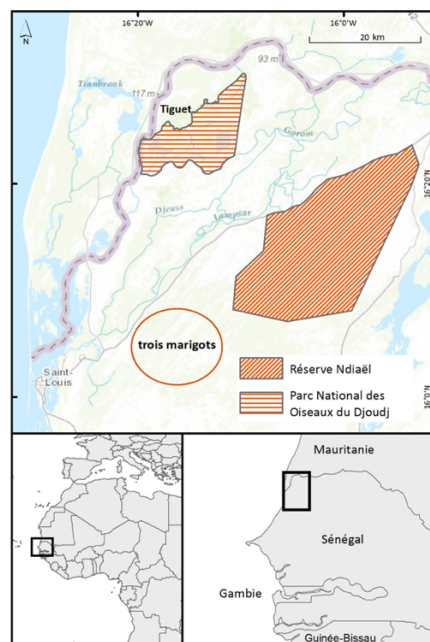 16°20'W
16°0'W
N
93 m
20 km
Tianbrank
117 m
Tiguet
Gorom
16°20'N
Djeuss
Lampsar
trois marigots
Saint-
Louis
Réserve Ndiaël
Parc National des
Oiseaux du Djoudj
16°0'N
Mauritanie
Sénégal
Gambie
Guinée-Bissau